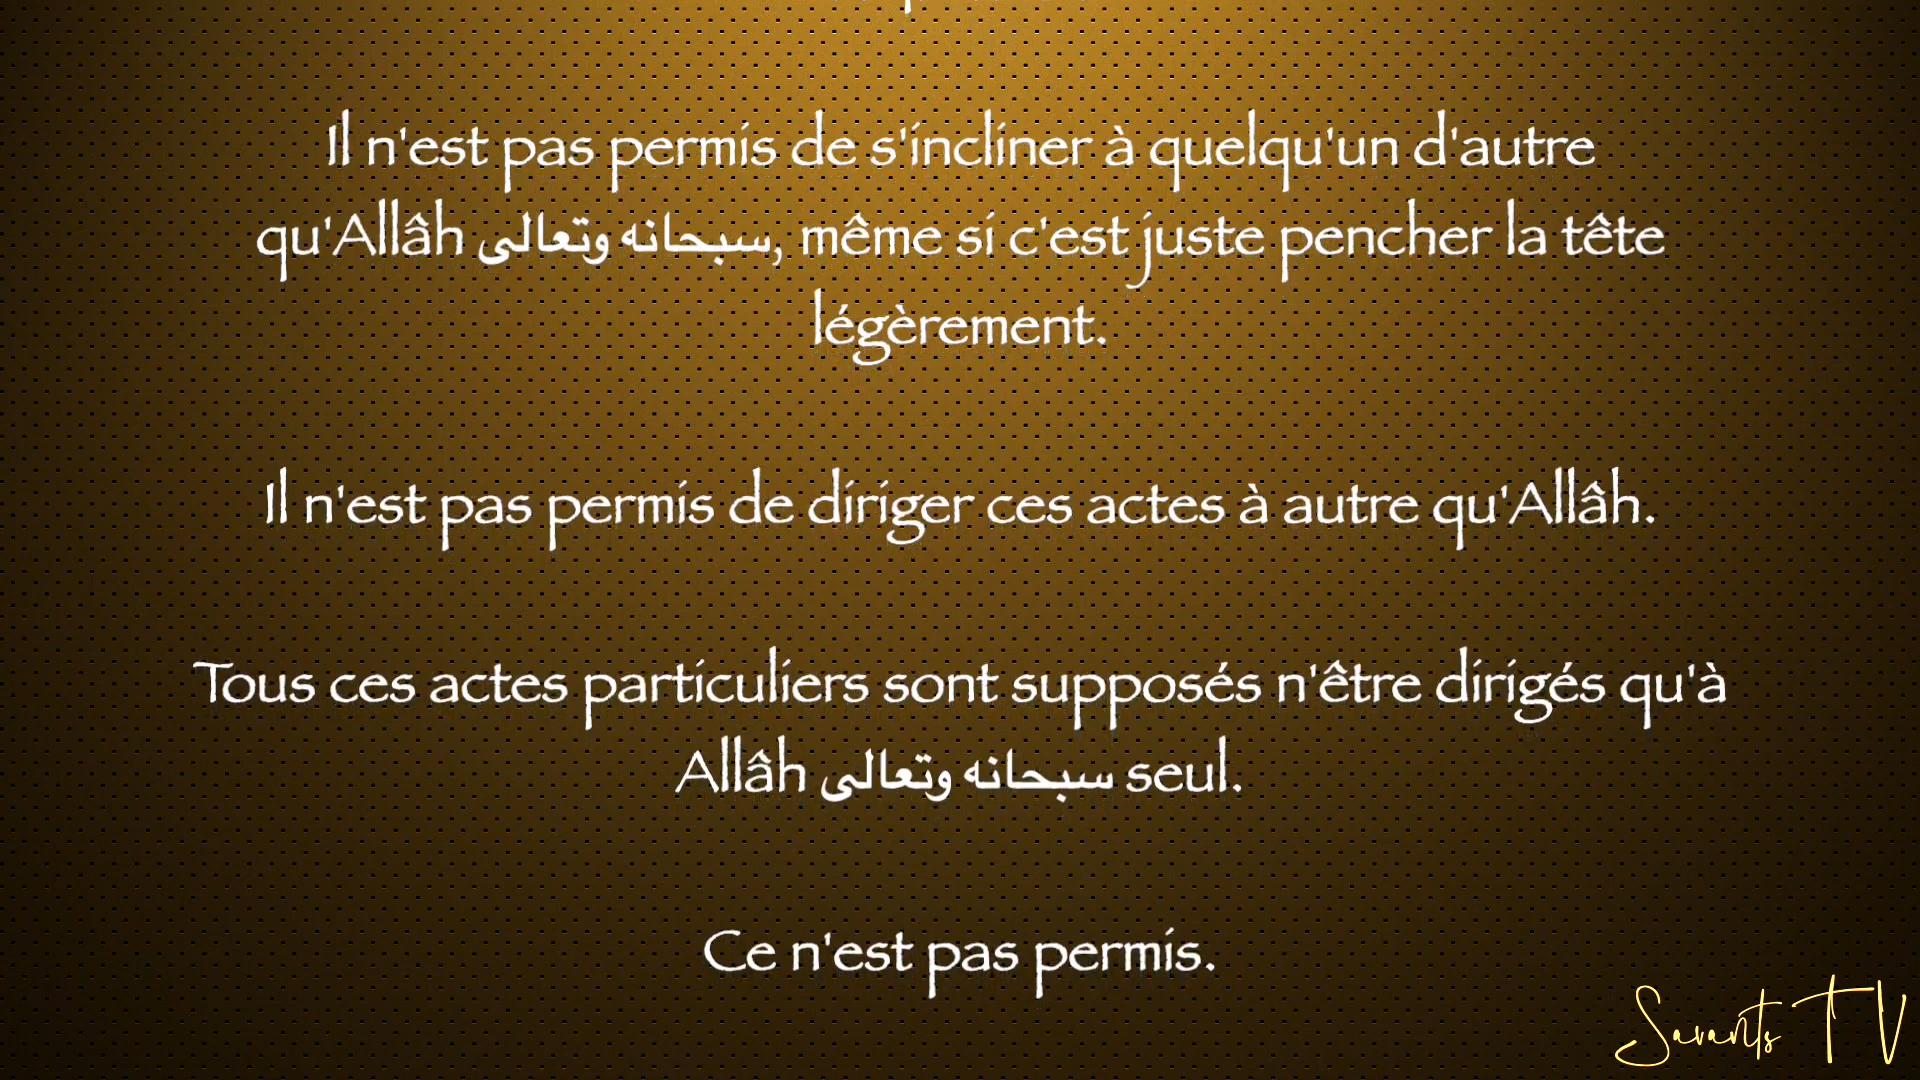 Il n'est pas permis de s'incliner à quelqu'un d'autre
qu'Allâh سبحانه وتعالى, même si c'est juste pencher la tête
légèrement.
Il n'est pas permis de diriger ces actes à autre qu'Allâh.
Tous ces actes particuliers sont supposés n'être dirigés qu'à
Allâh سبحانه وتعالى seul.
Ce n'est pas permis.
Savants TV